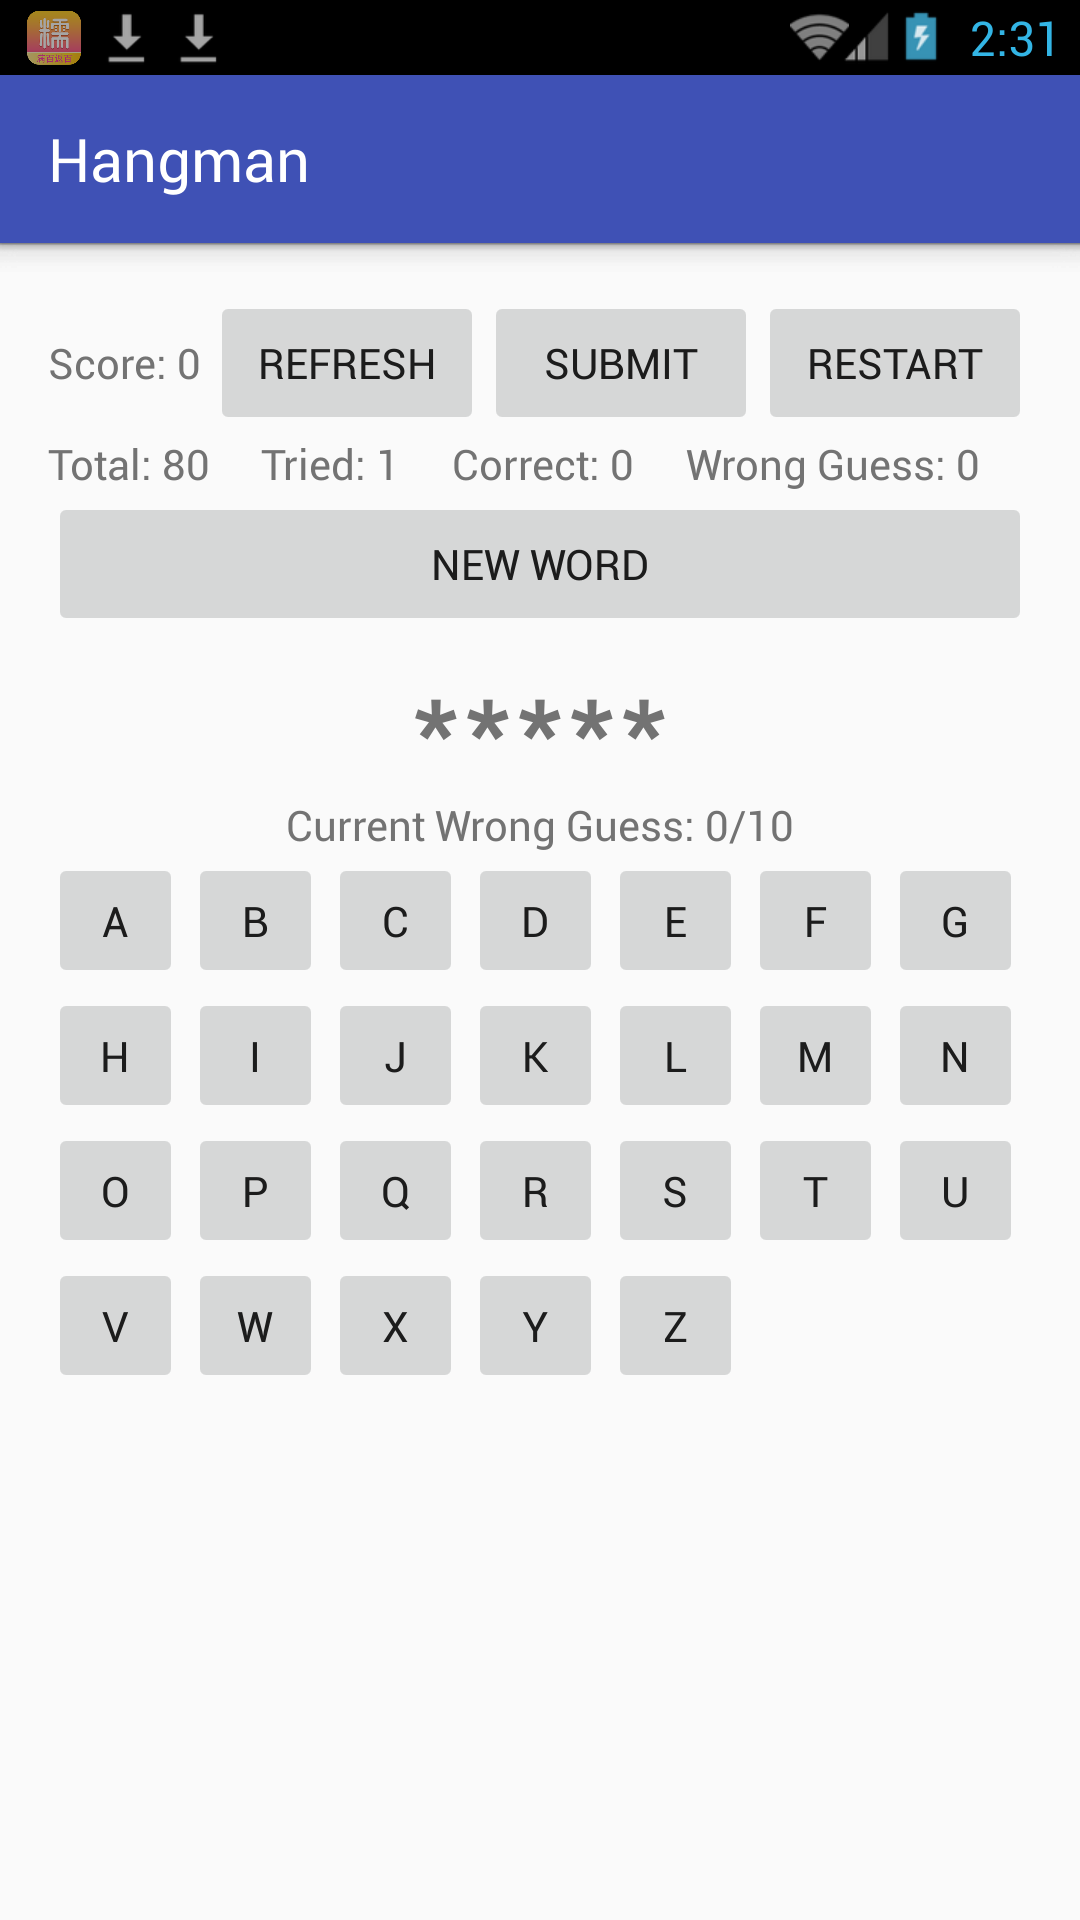 糯
2:31
Hangman
Score: 0 REFRESH SUBMIT RESTART
Total: 80 Tried: 1 Correct: 0 Wrong Guess: 0
NEW WORD
*****
Current Wrong Guess: 0/10
A B C D E F G
H I J K L M N
O P Q R S T U
V W X Y Z